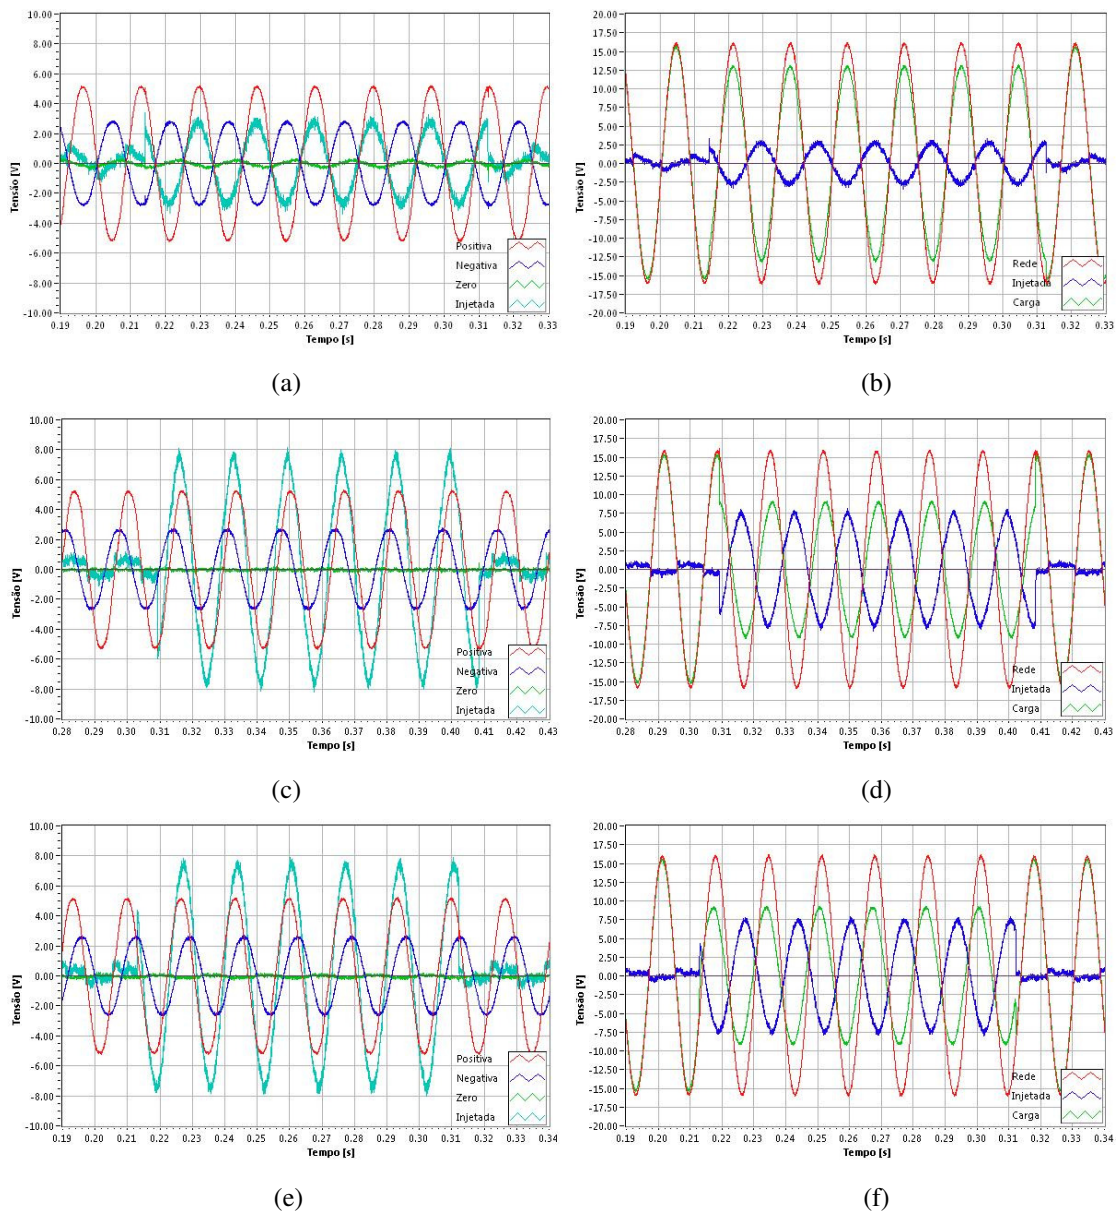 10.00
8.00
6.00
4.00
2.00
0.00
-2.00
-4.00
-6.00
-8.00
-10.00
Tensão [V]
Positiva
Negativa
Zero
Injetada
0.19 0.20 0.21 0.22 0.23 0.24 0.25 0.26 0.27 0.28 0.29 0.30 0.31 0.32 0.33
Tempo [s]
(a)
20.00
17.50
15.00
12.50
10.00
7.50
5.00
2.50
0.00
-2.50
-5.00
-7.50
-10.00
-12.50
-15.00
-17.50
-20.00
Tensão [V]
Rede
Injetada
Carga
0.19 0.20 0.21 0.22 0.23 0.24 0.25 0.26 0.27 0.28 0.29 0.30 0.31 0.32 0.33
Tempo [s]
(b)
10.00
8.00
6.00
4.00
2.00
0.00
-2.00
-4.00
-6.00
-8.00
-10.00
Tensão [V]
Positiva
Negativa
Zero
Injetada
0.28 0.29 0.30 0.31 0.32 0.33 0.34 0.35 0.36 0.37 0.38 0.39 0.40 0.41 0.42 0.43
Tempo [s]
(c)
20.00
17.50
15.00
12.50
10.00
7.50
5.00
2.50
0.00
-2.50
-5.00
-7.50
-10.00
-12.50
-15.00
-17.50
-20.00
Tensão [V]
Rede
Injetada
Carga
0.28 0.29 0.30 0.31 0.32 0.33 0.34 0.35 0.36 0.37 0.38 0.39 0.40 0.41 0.42 0.43
Tempo [s]
(d)
10.00
8.00
6.00
4.00
2.00
0.00
-2.00
-4.00
-6.00
-8.00
-10.00
Tensão [V]
Positiva
Negativa
Zero
Injetada
0.19 0.20 0.21 0.22 0.23 0.24 0.25 0.26 0.27 0.28 0.29 0.30 0.31 0.32 0.33 0.34
Tempo [s]
(e)
20.00
17.50
15.00
12.50
10.00
7.50
5.00
2.50
0.00
-2.50
-5.00
-7.50
-10.00
-12.50
-15.00
-17.50
-20.00
Tensão [V]
Rede
Injetada
Carga
0.19 0.20 0.21 0.22 0.23 0.24 0.25 0.26 0.27 0.28 0.29 0.30 0.31 0.32 0.33 0.34
Tempo [s]
(f)